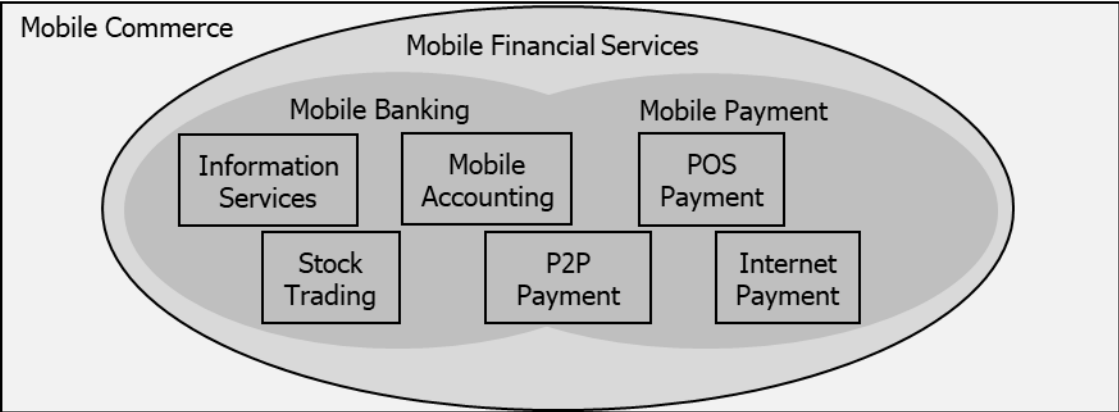 Mobile Commerce
Mobile Financial Services
Mobile Banking
Mobile Payment
Information
Services
Mobile
Accounting
POS
Payment
Stock
Trading
P2P
Payment
Internet
Payment